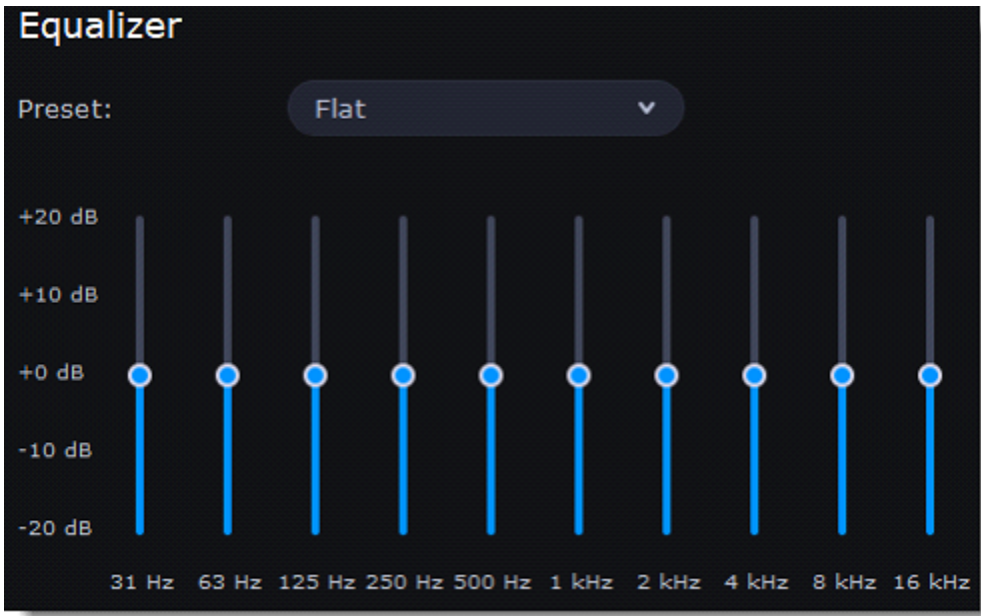 Equalizer
Preset:
Flat
+20 dB
+10 dB
+0 dB
-10 dB
-20 dB
31 Hz 63 Hz 125 Hz 250 Hz 500 Hz 1 kHz 2 kHz 4 kHz 8 kHz 16 kHz